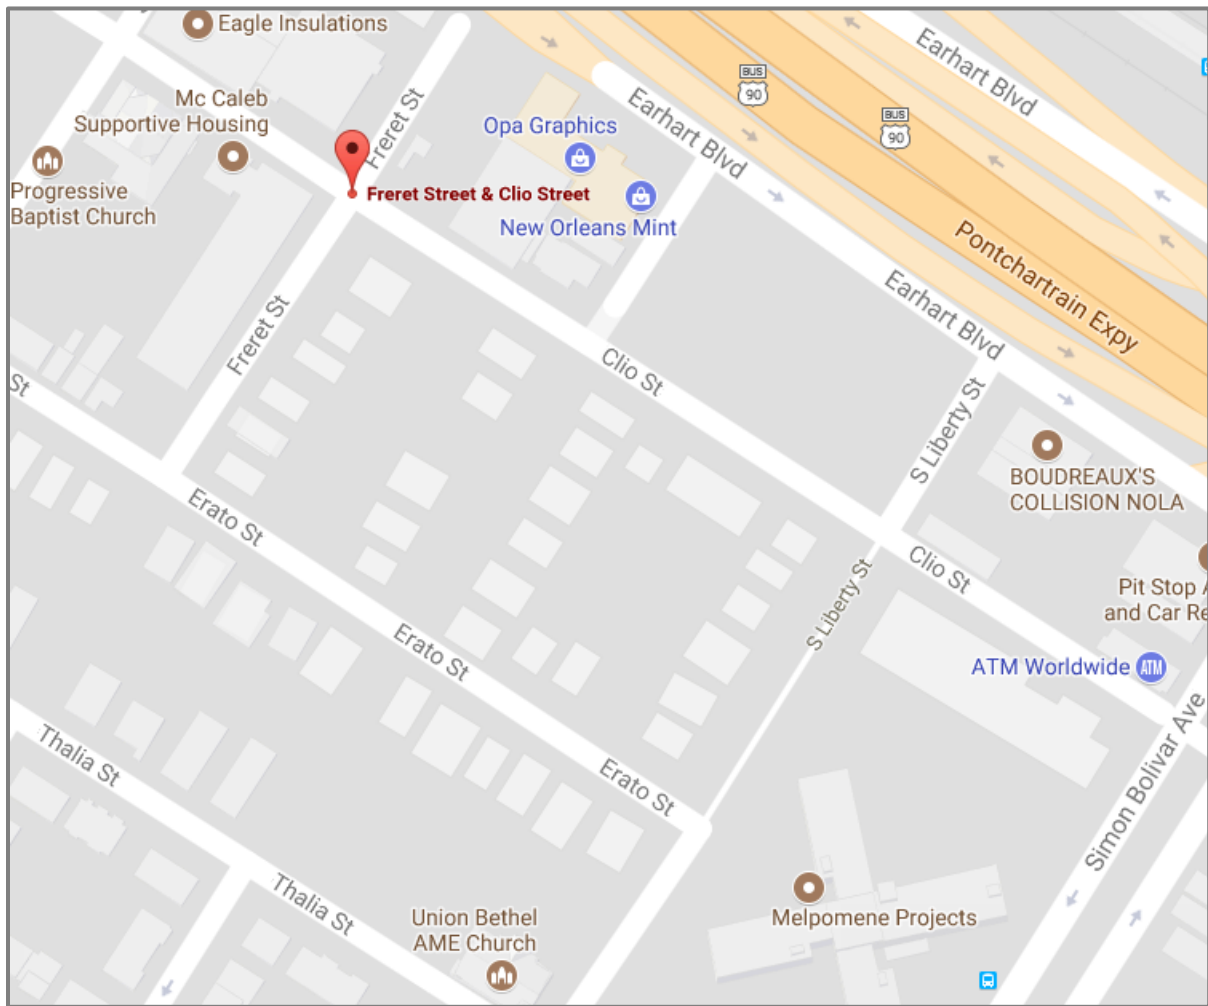 Eagle Insulations
Earhart Blvd
Mc Caleb
Supportive Housing
Freret St
BUS
90
BUS
90
Earhart Blvd
Opa Graphics
Progressive
Baptist Church
Freret Street & Clio Street
New Orleans Mint
Pontchartrain Expy
Earhart Blvd
Freret St
Clio St
St
S Liberty St
BOUDREAUX'S
COLLISION NOLA
Erato St
Clio St
S Liberty St
Pit Stop A
and Car Re
Erato St
ATM Worldwide
ATM
Simon Bolivar Ave
Thalia St
Erato St
Thalia St
Union Bethel
AME Church
Melpomene Projects